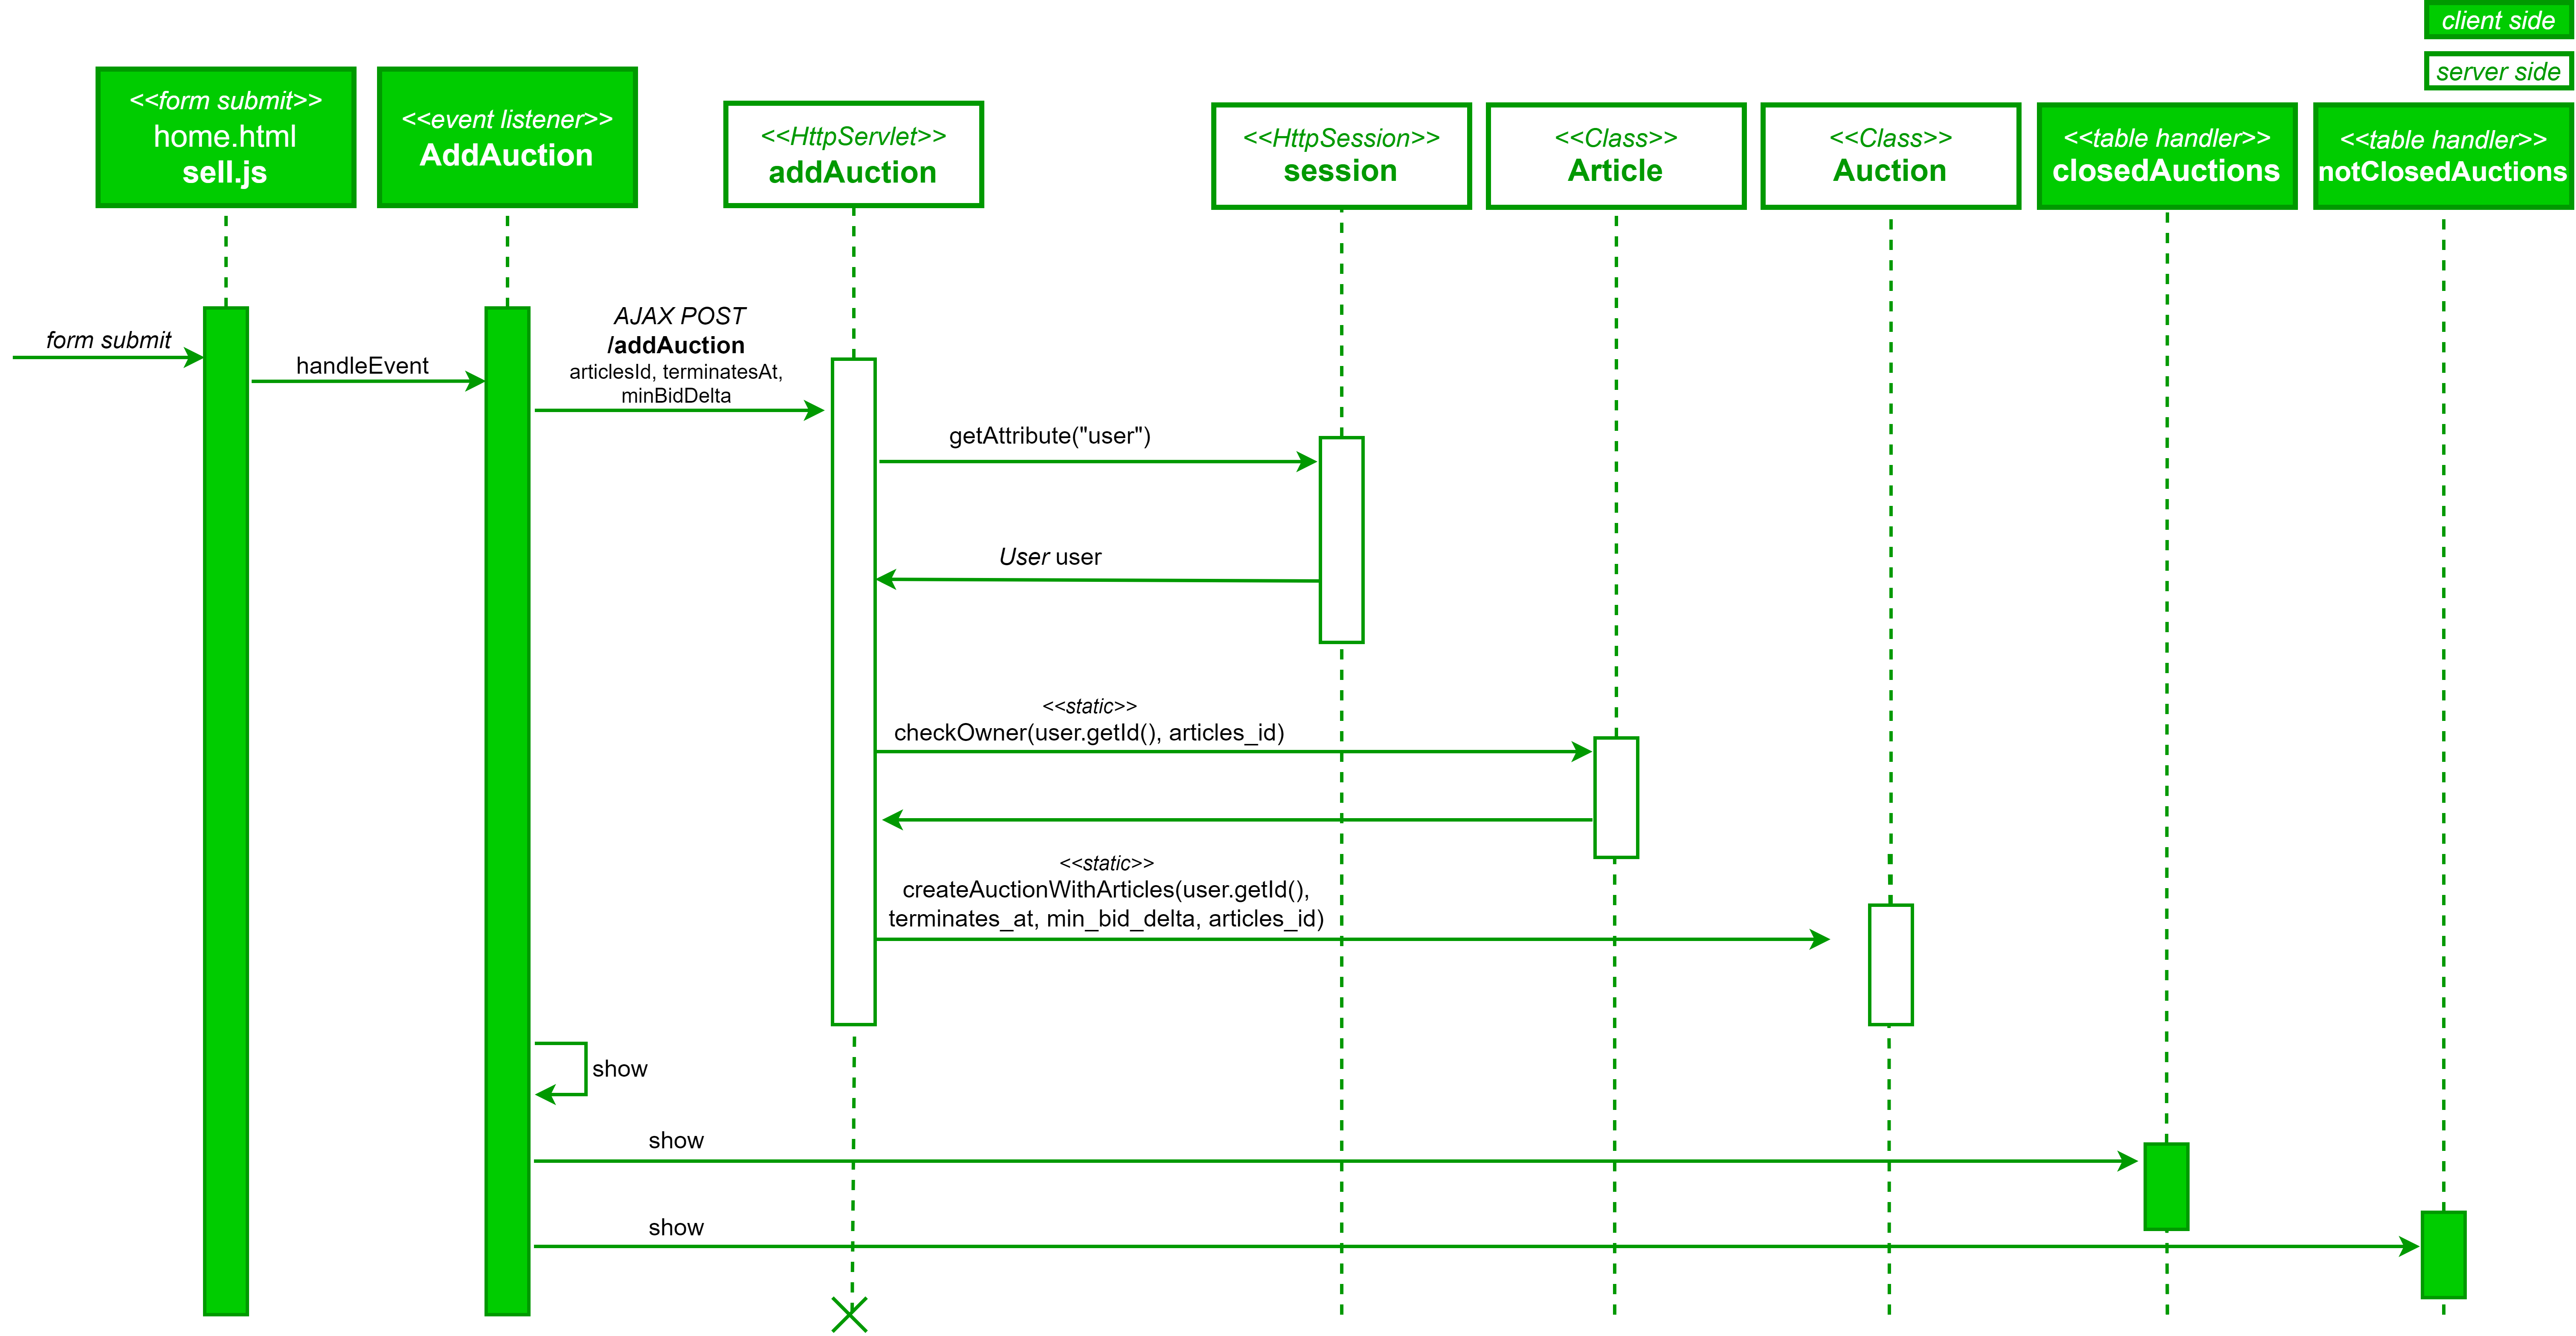 client side
server side
<<form submit>>
home.html
sell.js
<<event listener>>
AddAuction
<<HttpServlet>>
addAuction
<<HttpSession>>
session
<<Class>>
Article
<<Class>>
Auction
<<table handler>>
closedAuctions
<<table handler>>
notClosedAuctions
form submit
handleEvent
AJAX POST
/addAuction
articlesId, terminatesAt,
minBidDelta
getAttribute("user")
User user
<<static>>
checkOwner(user.getId(), articles_id)
<<static>>
createAuctionWithArticles(user.getId(),
terminates_at, min_bid_delta, articles_id)
show
show
show